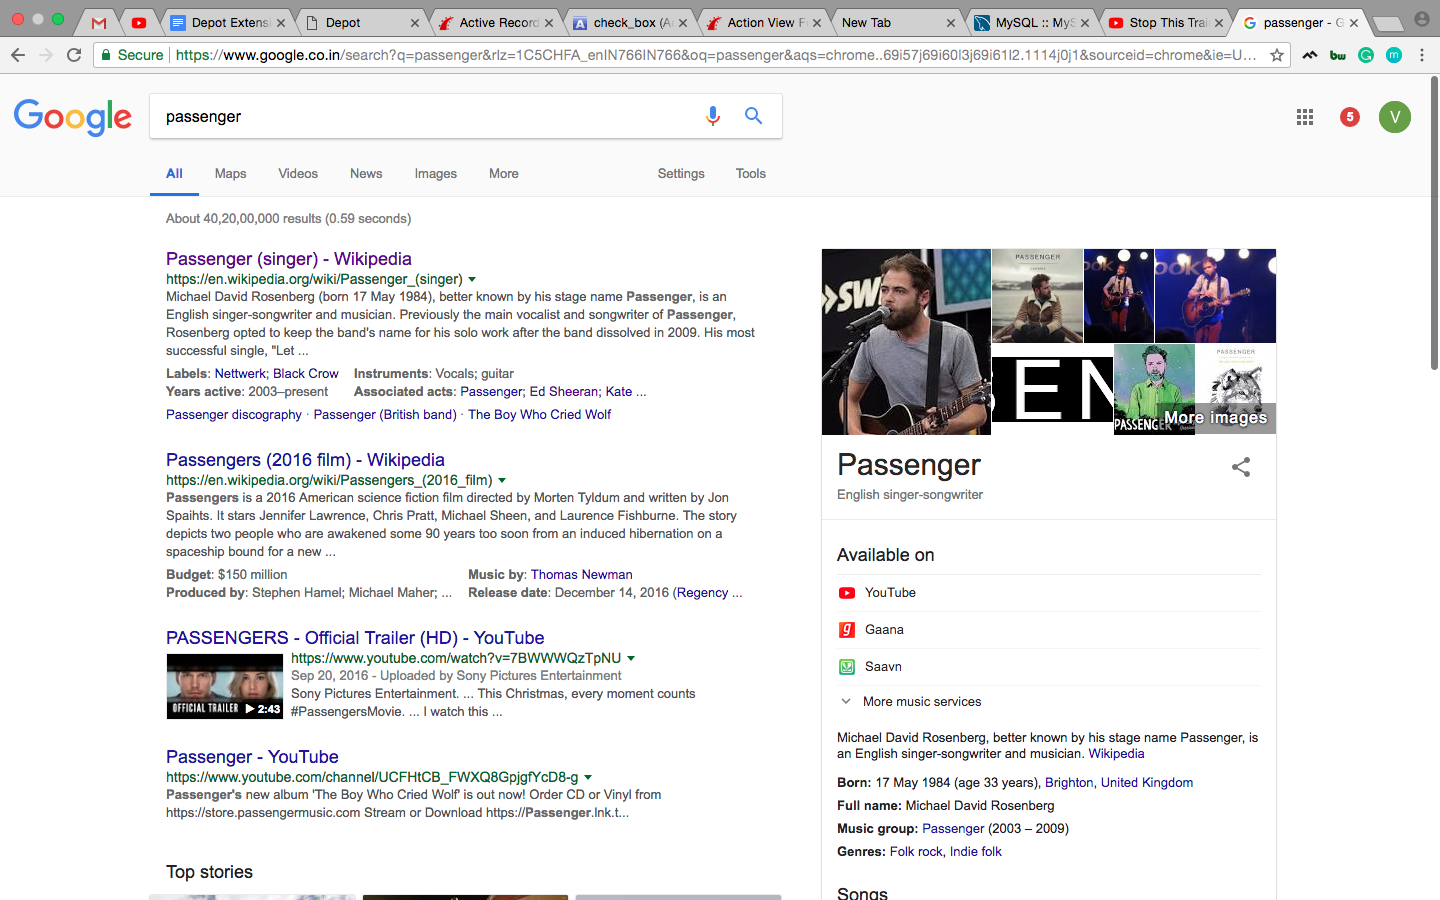 Depot Extensi
Depot
Active Record
check_box (Ac
Action View F
New Tab
MySQL :: MyS
Stop This Trai
passenger - G
Secure
https://www.google.co.in/search?q=passenger&rlz=1C5CHFA_enIN766IN766&oq=passenger&aqs=chrome..69i57j69i60l3j69i61l2.1114j0j1&sourceid=chrome&ie=U...
bw
G
m
Google
passenger
5
V
All
Maps
Videos
News
Images
More
Settings
Tools
About 40,20,00,000 results (0.59 seconds)
Passenger (singer) - Wikipedia
https://en.wikipedia.org/wiki/Passenger_(singer)
Michael David Rosenberg (born 17 May 1984), better known by his stage name Passenger, is an
English singer-songwriter and musician. Previously the main vocalist and songwriter of Passenger,
Rosenberg opted to keep the band's name for his solo work after the band dissolved in 2009. His most
successful single, "Let ...
Labels: Nettwerk; Black Crow Instruments: Vocals; guitar
Years active: 2003–present Associated acts: Passenger; Ed Sheeran; Kate ...
Passenger discography · Passenger (British band) · The Boy Who Cried Wolf
Passengers (2016 film) - Wikipedia
https://en.wikipedia.org/wiki/Passengers_(2016_film)
Passengers is a 2016 American science fiction film directed by Morten Tyldum and written by Jon
Spaihts. It stars Jennifer Lawrence, Chris Pratt, Michael Sheen, and Laurence Fishburne. The story
depicts two people who are awakened some 90 years too soon from an induced hibernation on a
spaceship bound for a new ...
Budget: $150 million Music by: Thomas Newman
Produced by: Stephen Hamel; Michael Maher; ... Release date: December 14, 2016 (Regency ...
PASSENGERS - Official Trailer (HD) - YouTube
https://www.youtube.com/watch?v=7BWWWQzTpNU
Sep 20, 2016 - Uploaded by Sony Pictures Entertainment
Sony Pictures Entertainment. ... This Christmas, every moment counts
#PassengersMovie. ... I watch this ...
OFFICIAL TRAILER 2:43
Passenger - YouTube
https://www.youtube.com/channel/UCFHtCB_FWXQ8GpjgfYcD8-g
Passenger's new album 'The Boy Who Cried Wolf' is out now! Order CD or Vinyl from
https://store.passengermusic.com Stream or Download https://Passenger.lnk.t...
Top stories
SW
PASSENGER
ook
ook
SEN
PASSENGER
PASSENGER
More images
Passenger
English singer-songwriter
Available on
YouTube
Gaana
Saavn
More music services
Michael David Rosenberg, better known by his stage name Passenger, is
an English singer-songwriter and musician. Wikipedia
Born: 17 May 1984 (age 33 years), Brighton, United Kingdom
Full name: Michael David Rosenberg
Music group: Passenger (2003 – 2009)
Genres: Folk rock, Indie folk
Songs